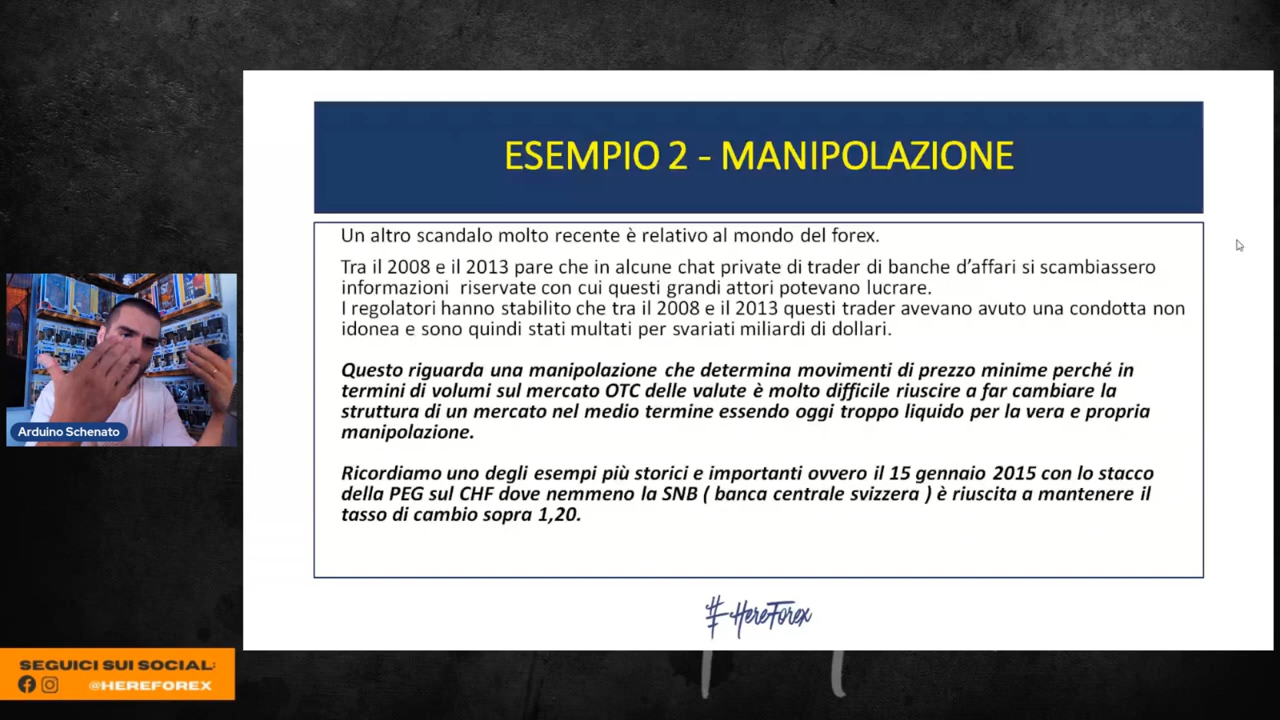 ESEMPIO 2 - MANIPOLAZIONE
Un altro scandalo molto recente è relativo al mondo del forex.
Tra il 2008 e il 2013 pare che in alcune chat private di trader di banche d'affari si scambiassero
informazioni riservate con cui questi grandi attori potevano lucrare.
I regolatori hanno stabilito che tra il 2008 e il 2013 questi trader avevano avuto una condotta non
idonea e sono quindi stati multati per svariati miliardi di dollari.
Questo riguarda una manipolazione che determina movimenti di prezzo minime perché in
termini di volumi sul mercato OTC delle valute è molto difficile riuscire a far cambiare la
struttura di un mercato nel medio termine essendo oggi troppo liquido per la vera e propria
manipolazione.
Ricordiamo uno degli esempi più storici e importanti ovvero il 15 gennaio 2015 con lo stacco
della PEG sul CHF dove nemmeno la SNB ( banca centrale svizzera ) è riuscita a mantenere il
tasso di cambio sopra 1,20.
#HereForex
Arduino Schenato
SEGUICI SUI SOCIAL:
@HEREFOREX